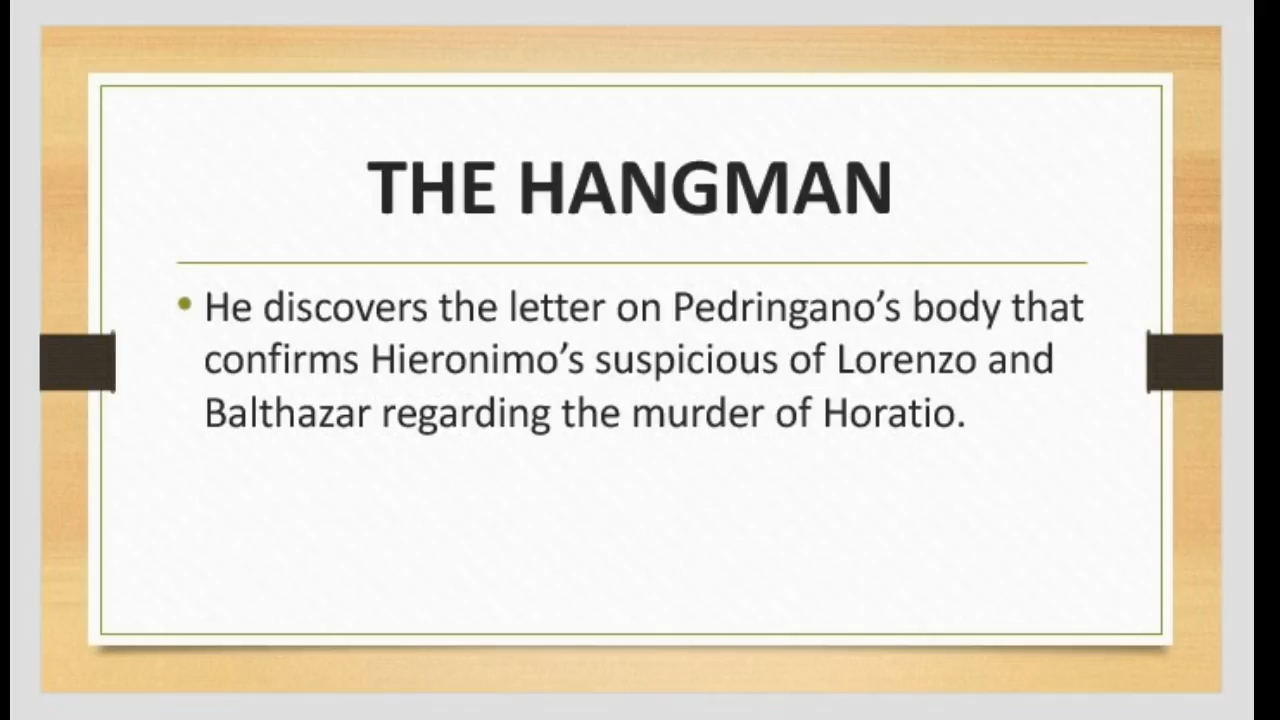 THE HANGMAN
• He discovers the letter on Pedringano’s body that
confirms Hieronimo’s suspicious of Lorenzo and
Balthazar regarding the murder of Horatio.